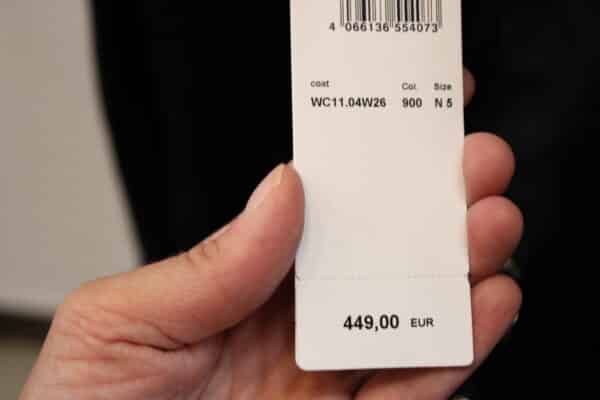 4 066136 554073
coat Col. Size
WC11.04W26 900 N 5
449,00 EUR